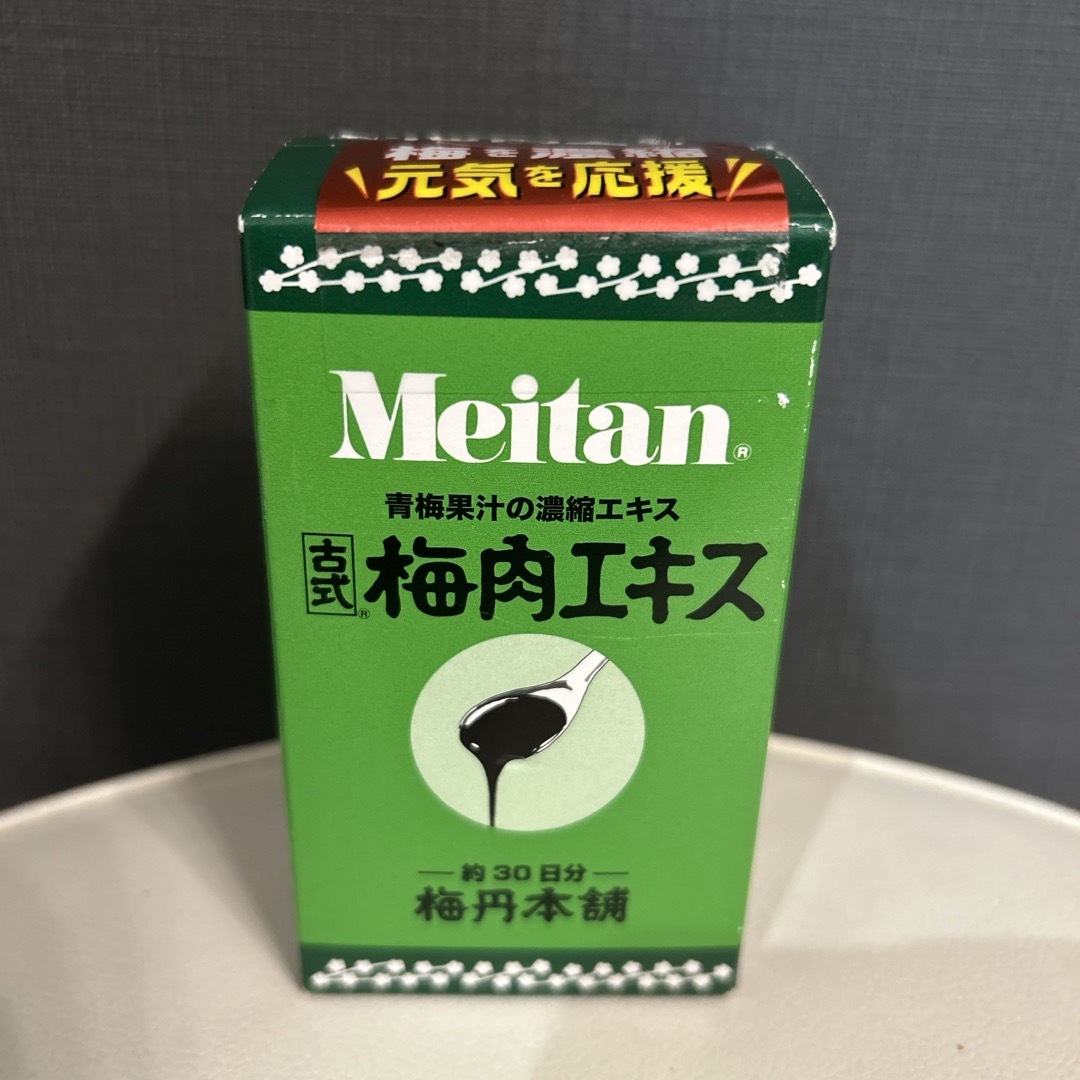 梅を濃縮
元気を応援
Meitan®
青梅果汁の濃縮エキス
古式® 梅肉エキス
約30日分
梅丹本舗